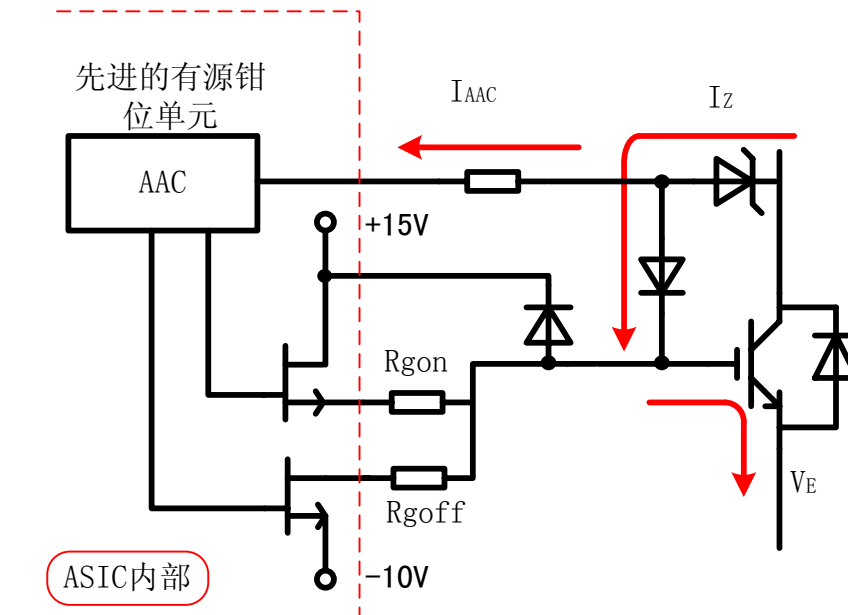 先进的有源钳
位单元
AAC
IAAC
IZ
+15V
Rgon
Rgoff
VE
ASIC内部
-10V